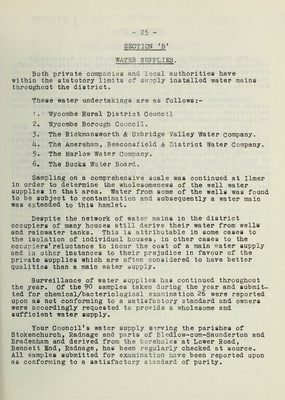 - 25 -
SECTION 'B'
WATER SUPPLIES.
Both private companies and local authorities have
within the statutory limits of supply installed water mains
throughout the district.
These water undertakings are as follows:-
1. Wycombe Rural District Council
2. Wycombe Borough Council.
3. The Rickmansworth & Uxbridge Valley Water Company.
4. The Amersham, Beaconsfield & District Water Company.
5. The Marlow Water Company.
6. The Bucks Water Board.
Sampling on a comprehensive scale was continued at Ilmer
in order to determine the wholesomeness of the well water
supplies in that area. Water from some of the wells was found
to be subject to contamination and subsequently a water main
was extended to this hamlet.
Despite the network of water mains in the district
occupiers of many houses still derive their water from wells
and rainwater tanks. This is attributable in some cases to
the isolation of individual houses, in other cases to the
occupiers' reluctance to incur the cost of a main water supply
and in other instances to their prejudice in favour of the
private supplies which are often considered to have better
qualities than a main water supply.
Surveillance of water supplies has continued throughout
the year. Of the 90 samples taken during the year and submit-
ted for chemical/bacteriological examination 26 were reported
upon as not conforming to a satisfactory standard and owners
were accordingly requested to provide a wholesome and
sufficient water supply.
Your Council's water supply serving the parishes of
Stokenchurch, Radnage and parts of Bledlow-cum-Saunderton and
Bradenham and derived from the boreholes at Lower Road,
Bennett End, Radnage, has been regularly checked at source.
All samples submitted for examination have been reported upon
as conforming to a satisfactory standard of purity.